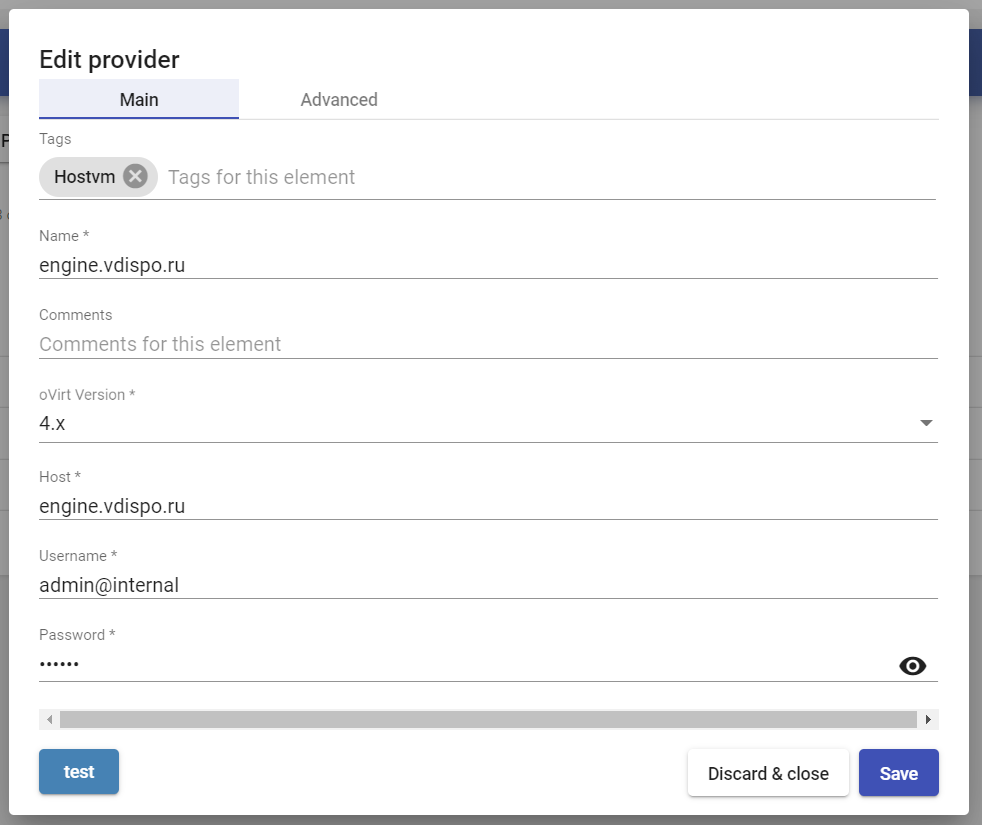 Edit provider
Main Advanced
Tags
Hostvm Tags for this element
Name *
engine.vdispo.ru
Comments
Comments for this element
oVirt Version *
4.x
Host *
engine.vdispo.ru
Username *
admin@internal
Password *
••••••
test Discard & close Save